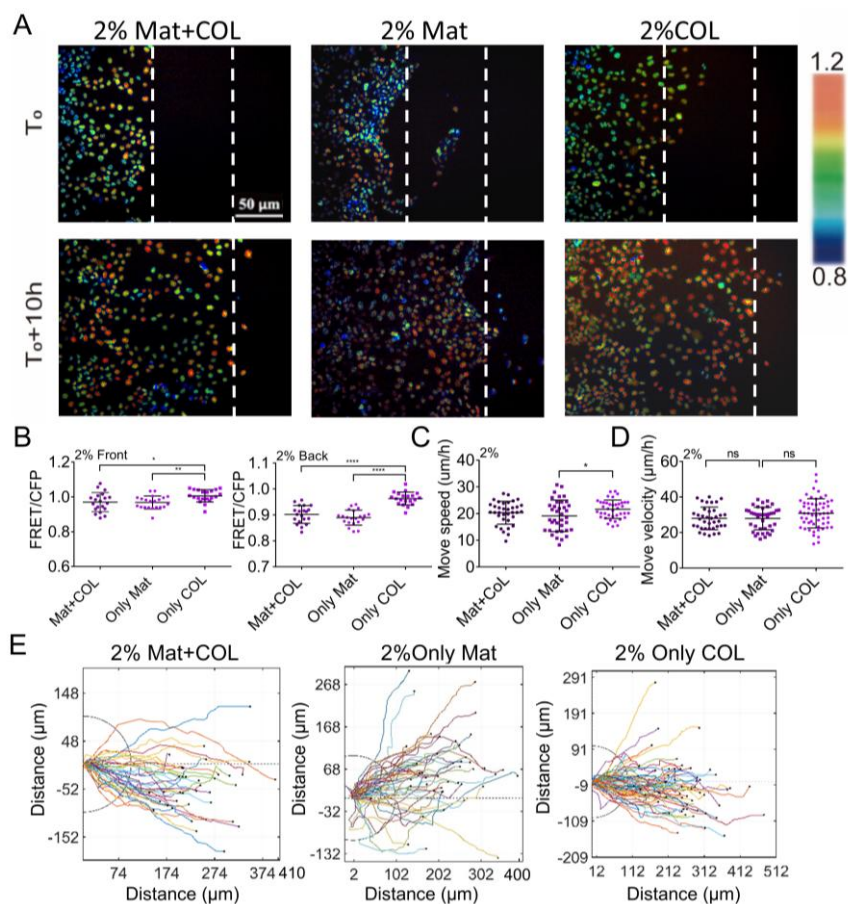 A
2% Mat+COL
2% Mat
2%COL
1.2
To
50 µm
0.8
To+10h
B
C
D
2% Front
*
**
FRET/CFP
1.2
1.0
0.8
0.6
Mat+COL
Only Mat
Only COL
2% Back
****
****
FRET/CFP
1.1
1.0
0.9
0.8
0.7
Mat+COL
Only Mat
Only COL
2%
*
Move speed (um/h)
40
30
20
10
0
Mat+CoL
Only Mat
Only COL
2%
ns
ns
Move velocity (µm/h)
60
40
20
0
Mat+COL
Only Mat
Only COL
E
2% Mat+COL
2%Only Mat
2% Only COL
Distance (µm)
148
48
-52
-152
74 174 274 374 410
Distance (µm)
Distance (µm)
268
168
68
-32
-132
2 102 202 302 400
Distance (µm)
Distance (µm)
291
191
91
-9
-109
-209
12 112 212 312 412 512
Distance (µm)